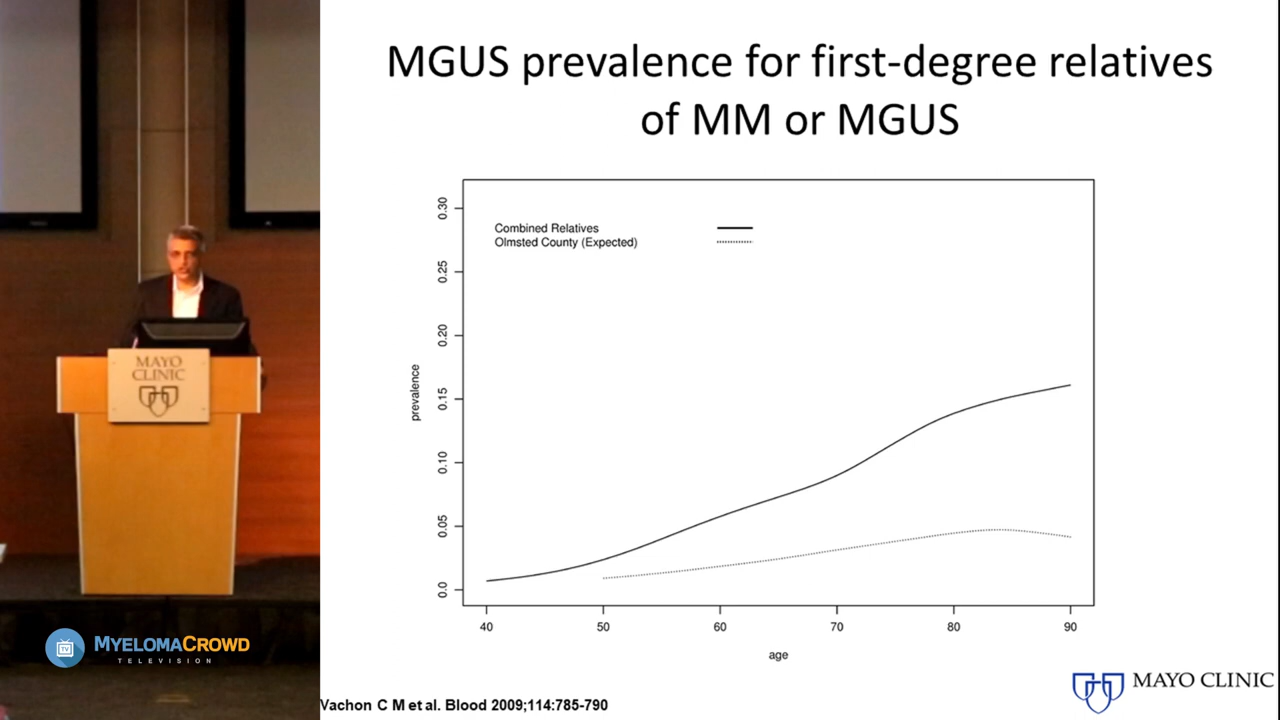 MGUS prevalence for first-degree relatives
of MM or MGUS
Combined Relatives
Olmsted County (Expected)
0.30
0.25
0.20
0.15
0.10
0.05
0.0
prevalence
40 50 60 70 80 90
age
Vachon C M et al. Blood 2009;114:785-790
MAYO CLINIC
MAYO
CLINIC
TV
MYELOMACROWD
TELEVISION